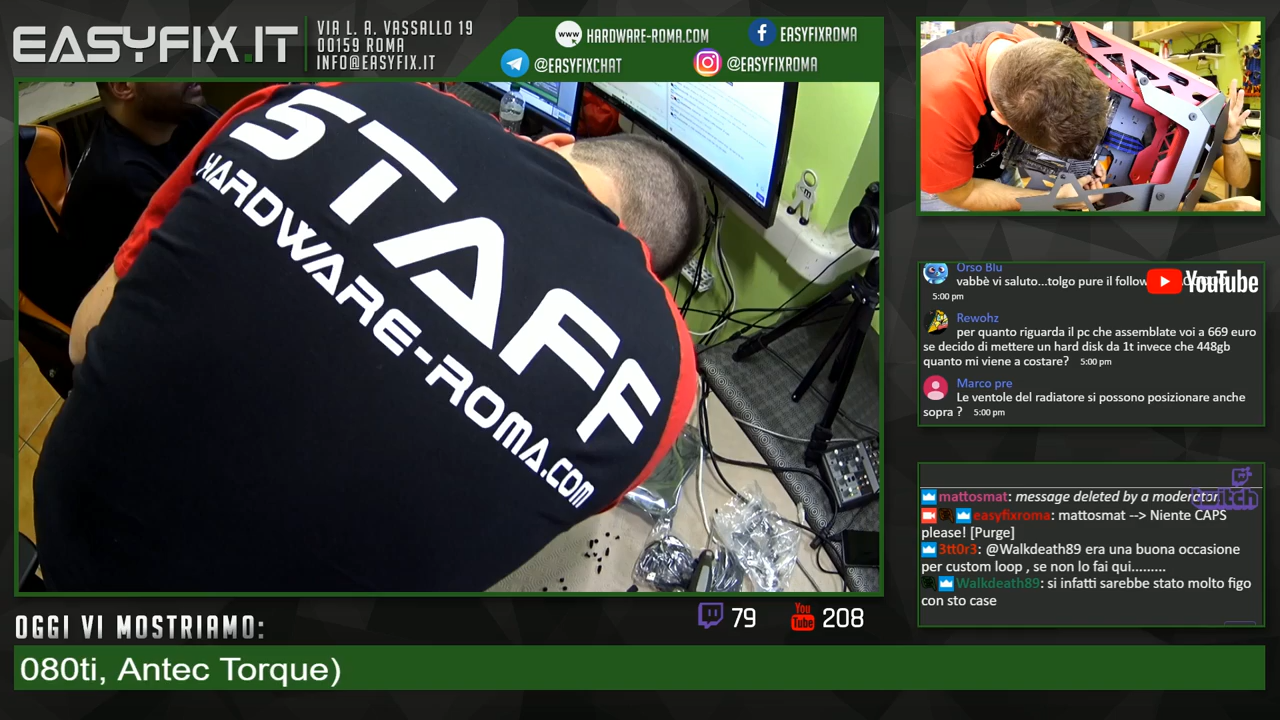 EASYFIX.IT
VIA L. A. VASSALLO 19
00159 ROMA
INFO@EASYFIX.IT
www HARDWARE-ROMA.COM
EASYFIXROMA
@EASYFIXCHAT
@EASYFIXROMA
STAFF
HARDWARE-ROMA.COM
Orso Blu
vabbè vi saluto...tolgo pure il follow
5:00 pm
YouTube
Rewohz
per quanto riguarda il pc che assemblate voi a 669 euro
se decido di mettere un hard disk da 1t invece che 448gb
quanto mi viene a costare? 5:00 pm
Marco pre
Le ventole del radiatore si possono posizionare anche
sopra ? 5:00 pm
twitch
mattosmat: message deleted by a moderator
easyfixroma: mattosmat --> Niente CAPS
please! [Purge]
3tt0r3: @Walkdeath89 era una buona occasione
per custom loop , se non lo fai qui.........
Walkdeath89: si infatti sarebbe stato molto figo
con sto case
79
You Tube 208
OGGI VI MOSTRIAMO:
080ti, Antec Torque)